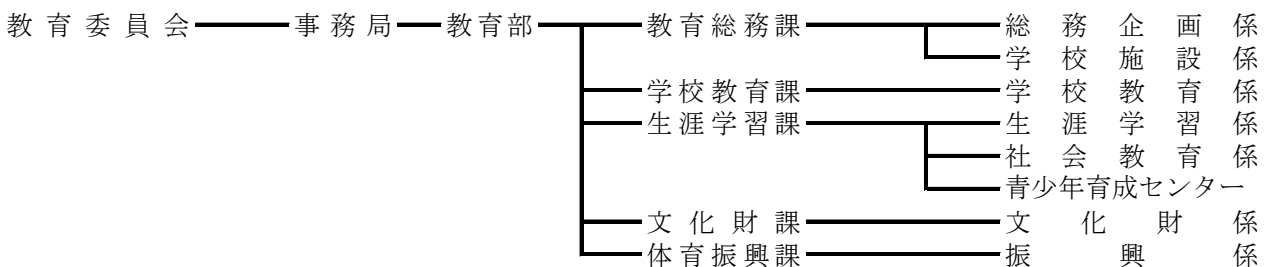 教育委員会 事務局 教育部 教育総務課 総務企画係
学校施設係
学校教育課 学校教育係
生涯学習課 生涯学習係
社会教育係
青少年育成センター
文化財課 文化財係
体育振興課 振興係